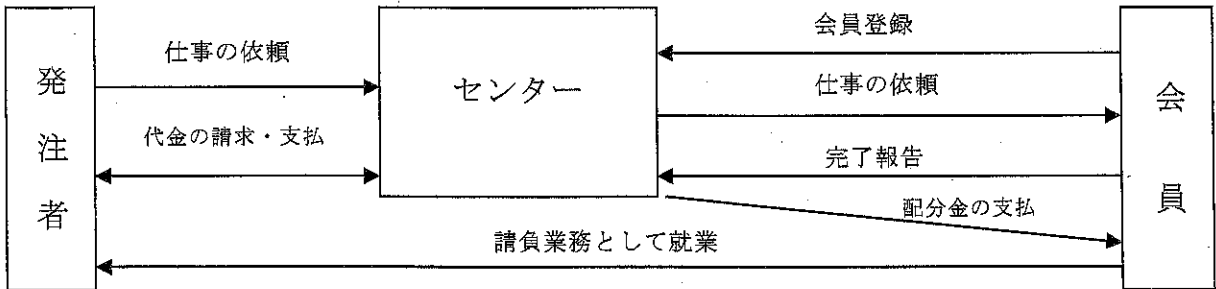 発注者
仕事の依頼
代金の請求・支払
センター
会員登録
仕事の依頼
完了報告
配分金の支払
請負業務として就業
会員